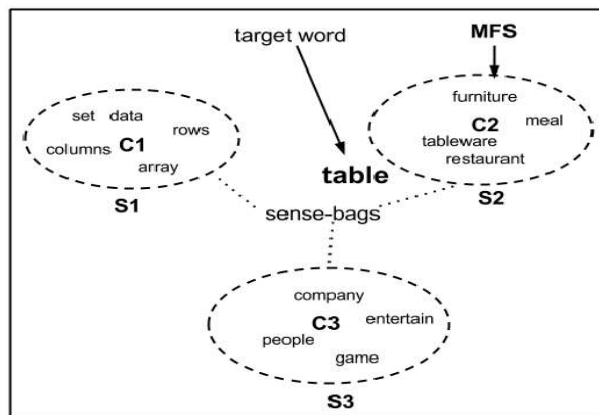 target word
MFS
set data
rows
columns
C1
array
S1
furniture
C2
meal
tableware
restaurant
S2
table
sense-bags
company
C3
entertain
people
game
S3